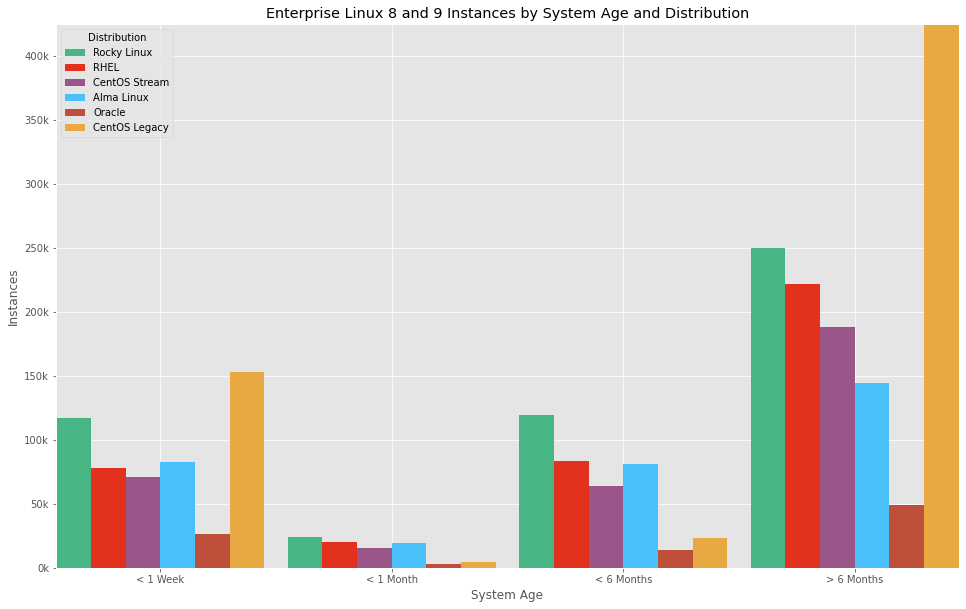 Enterprise Linux 8 and 9 Instances by System Age and Distribution
Distribution
Rocky Linux
RHEL
CentOS Stream
Alma Linux
Oracle
CentOS Legacy
400k
350k
300k
250k
200k
150k
100k
50k
0k
Instances
< 1 Week
< 1 Month
< 6 Months
> 6 Months
System Age